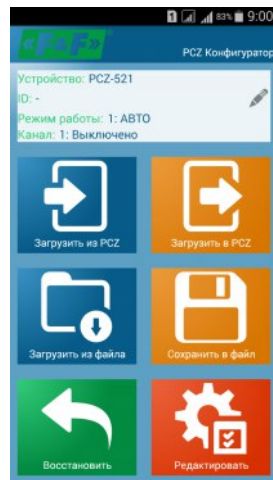 83% 9:00
«F&F» PCZ Конфигуратор
Устройство: PCZ-521
ID: -
Режим работы: 1: АВТО
Канал: 1: Выключено
Загрузить из PCZ
Загрузить в PCZ
Загрузить из файла
Сохранить в файл
Восстановить
Редактировать